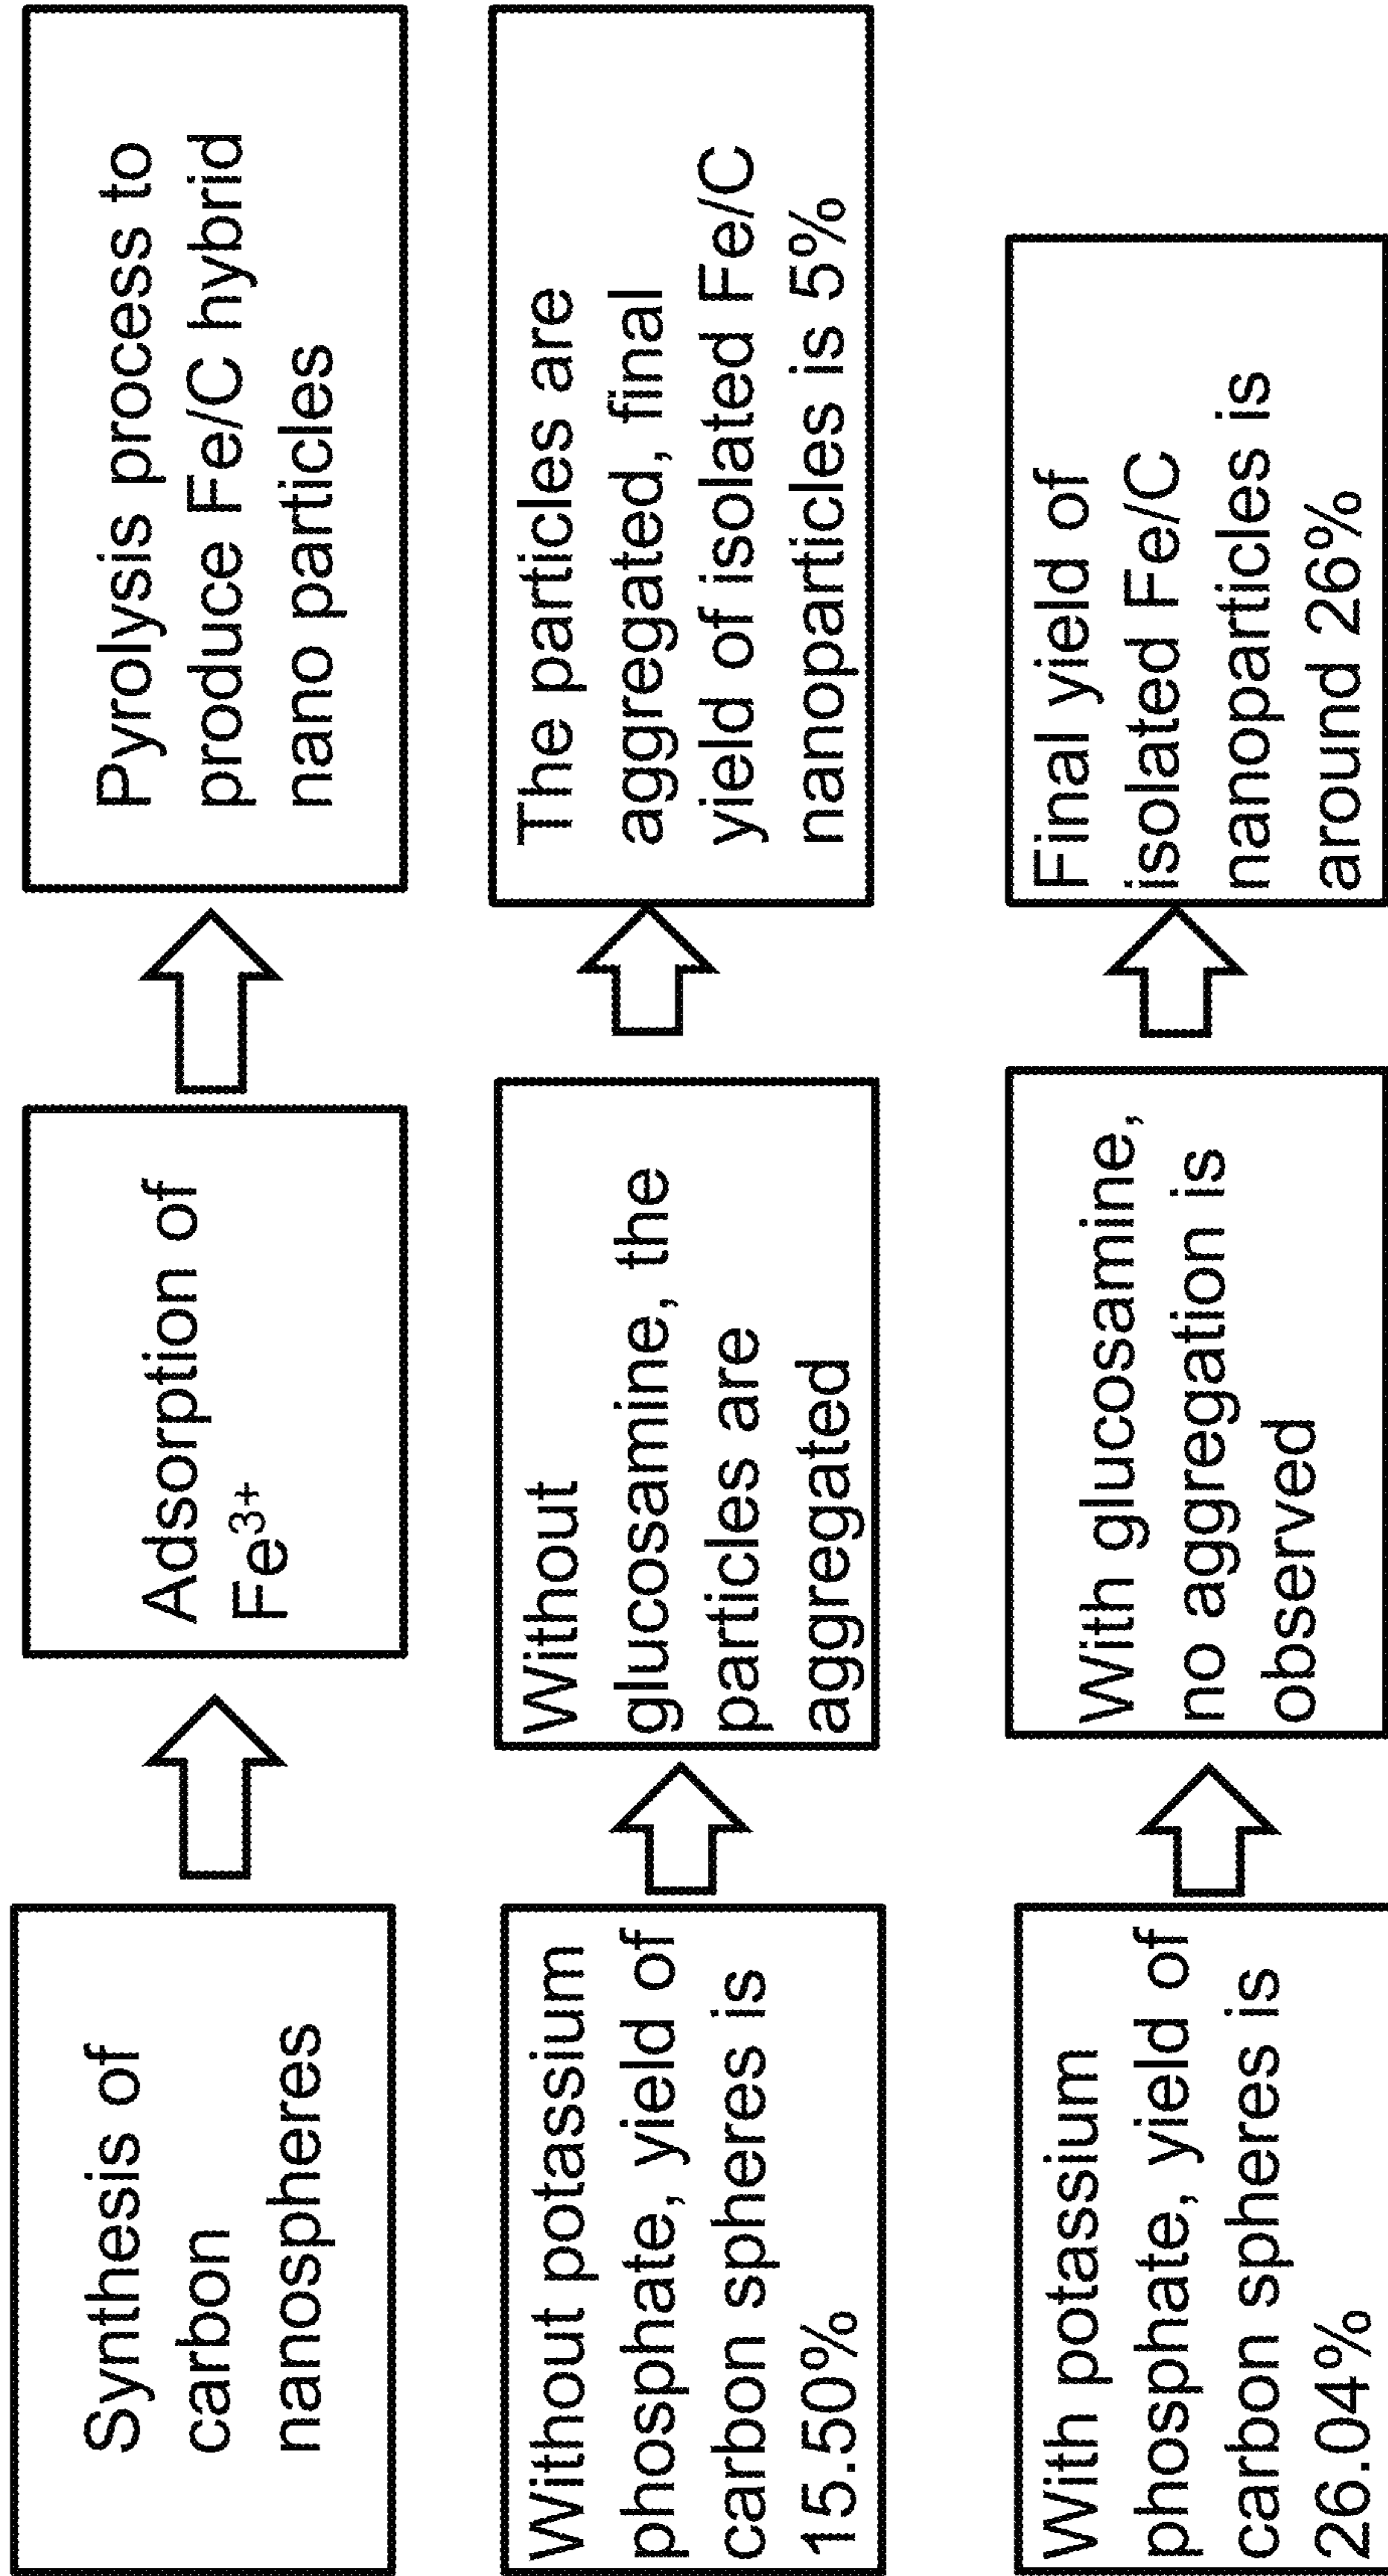 Synthesis of
carbon
nanospheres
Adsorption of
Fe³⁺
Pyrolysis process to
produce Fe/C hybrid
nano particles
Without potassium
phosphate, yield of
carbon spheres is
15.50%
Without
glucosamine, the
particles are
aggregated
The particles are
aggregated, final
yield of isolated Fe/C
nanoparticles is 5%
With potassium
phosphate, yield of
carbon spheres is
26.04%
With glucosamine,
no aggregation is
observed
Final yield of
isolated Fe/C
nanoparticles is
around 26%